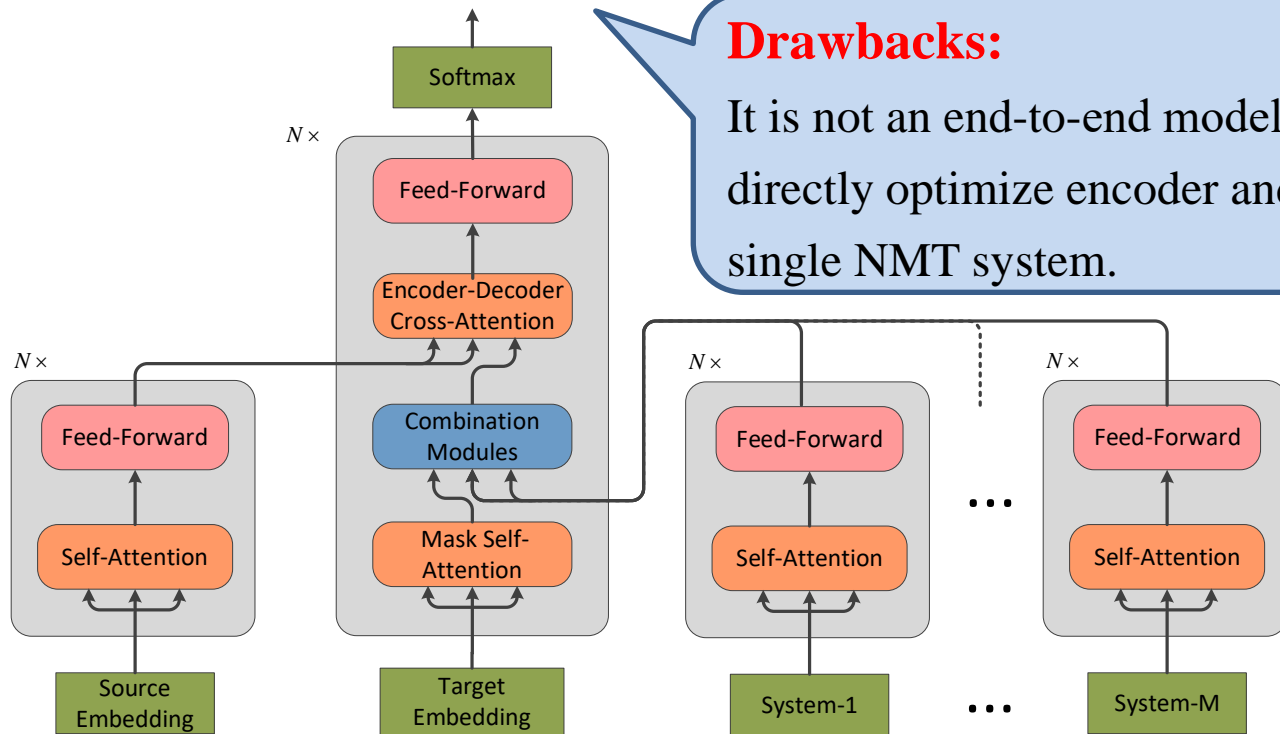 Drawbacks:
It is not an end-to-end model
directly optimize encoder and
single NMT system.
Softmax
N ×
Feed-Forward
Encoder-Decoder
Cross-Attention
Combination
Modules
Mask Self-
Attention
Target
Embedding
N ×
Feed-Forward
Self-Attention
Source
Embedding
N ×
Feed-Forward
Self-Attention
System-1
...
...
N ×
Feed-Forward
Self-Attention
System-M